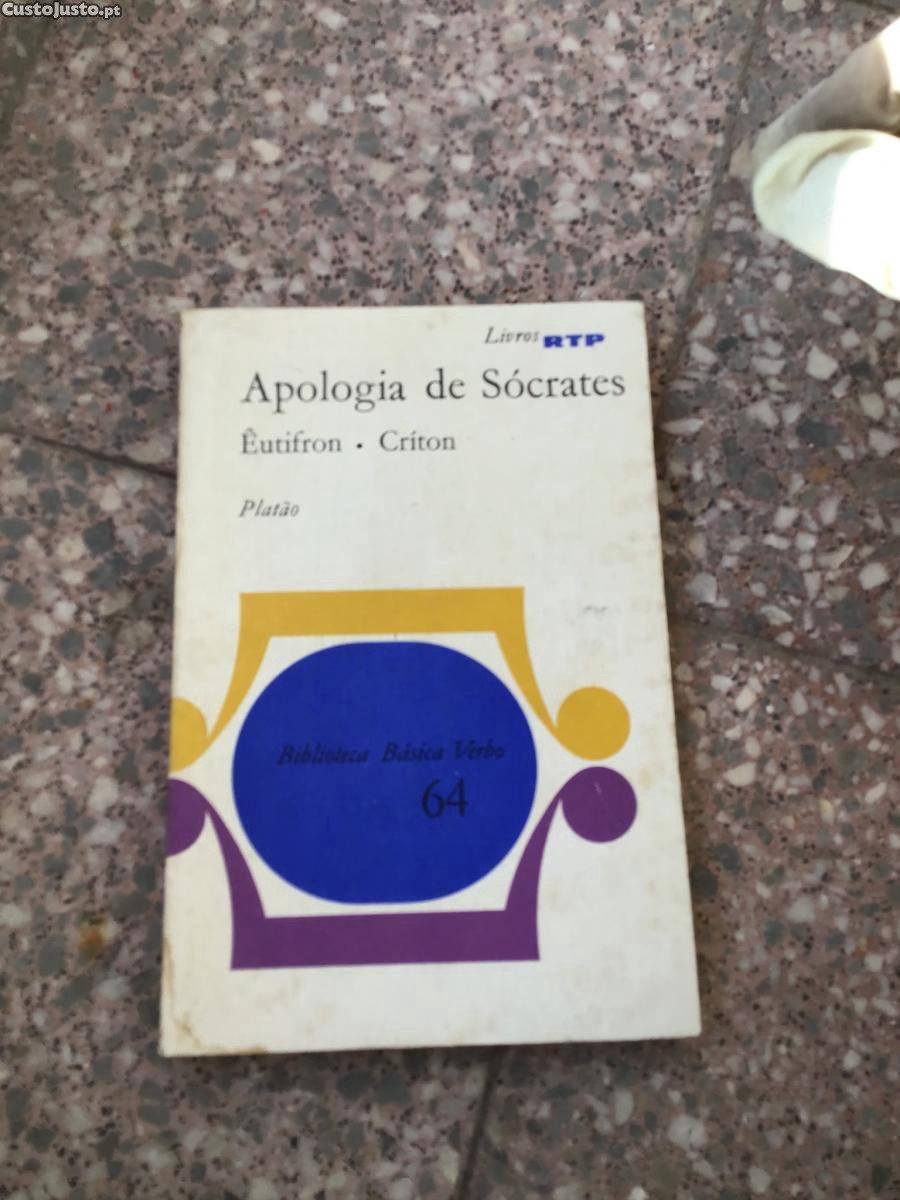 CustoJusto.pt
Livros RTP
Apologia de Sócrates
Êutifron • Críton
Platão
Biblioteca Básica Verbo
64